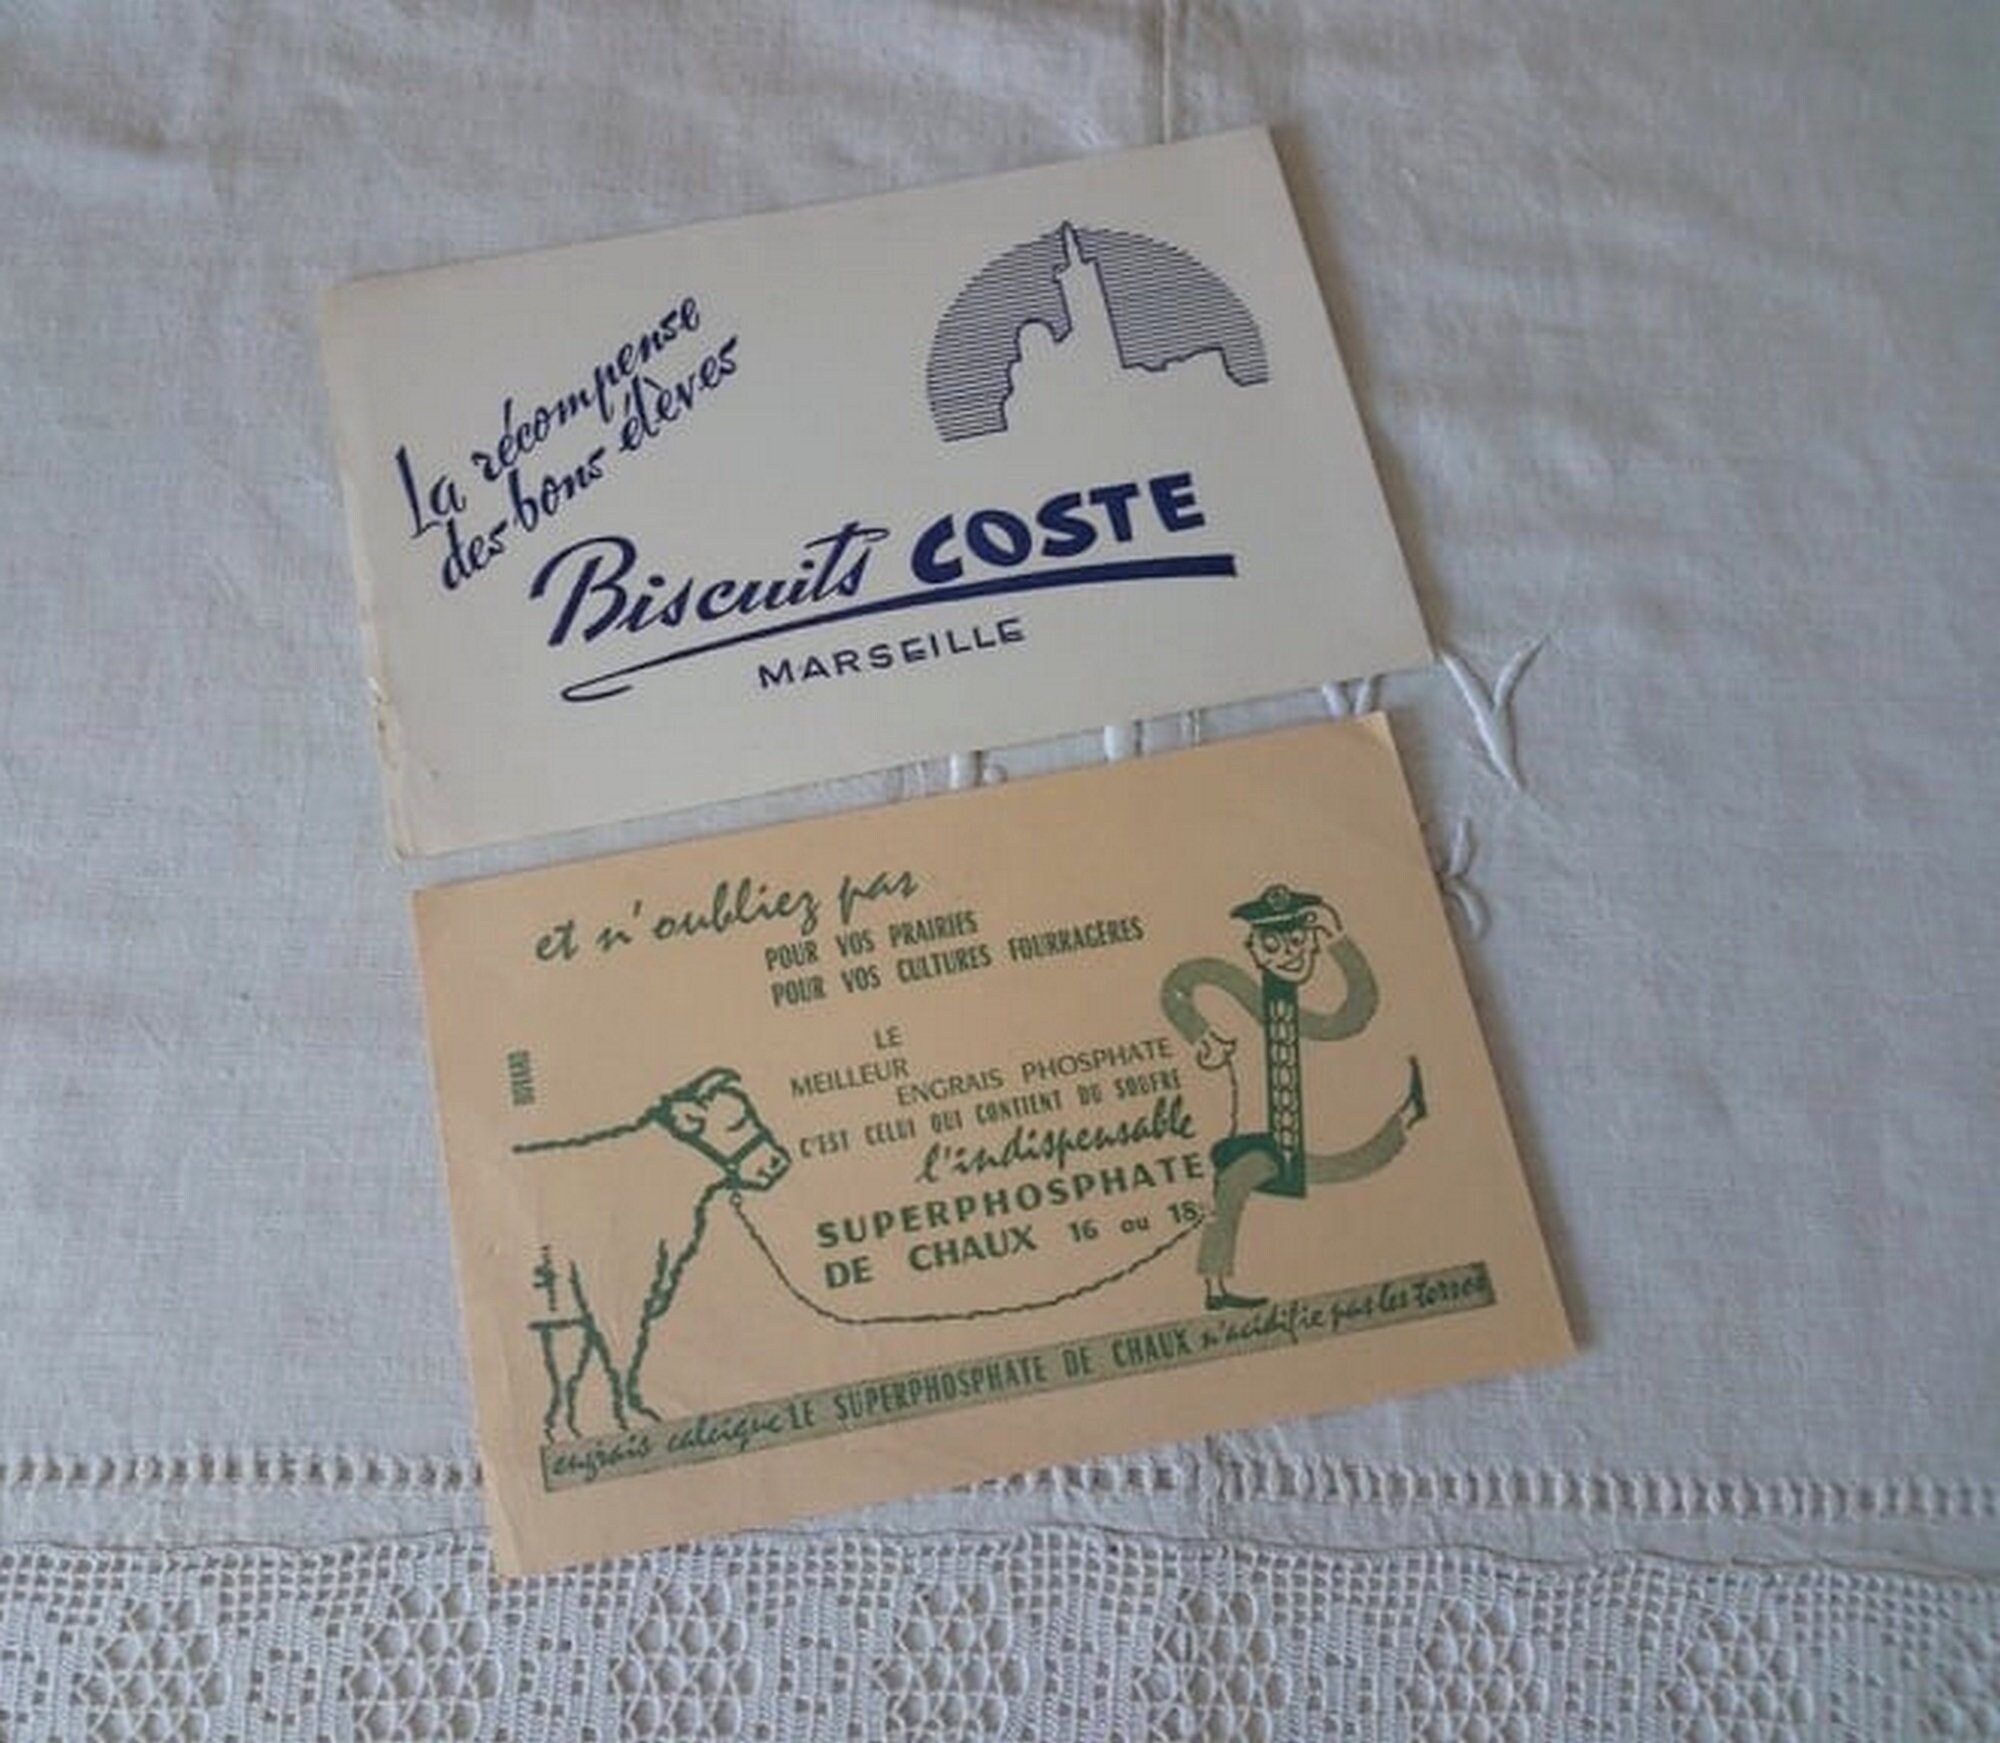 La récompense
des bons élèves
Biscuits COSTE
MARSEILLE
et n'oubliez pas
POUR VOS PRAIRIES
POUR VOS CULTURES FOURRAGERES
LE
MEILLEUR
ENGRAIS PHOSPHATE
C'EST CELUI QUI CONTIENT DU SOUFRE
l'indispensable
SUPERPHOSPHATE
DE CHAUX 16 ou 18
engrais calcique LE SUPERPHOSPHATE DE CHAUX n'acidifie pas les terres